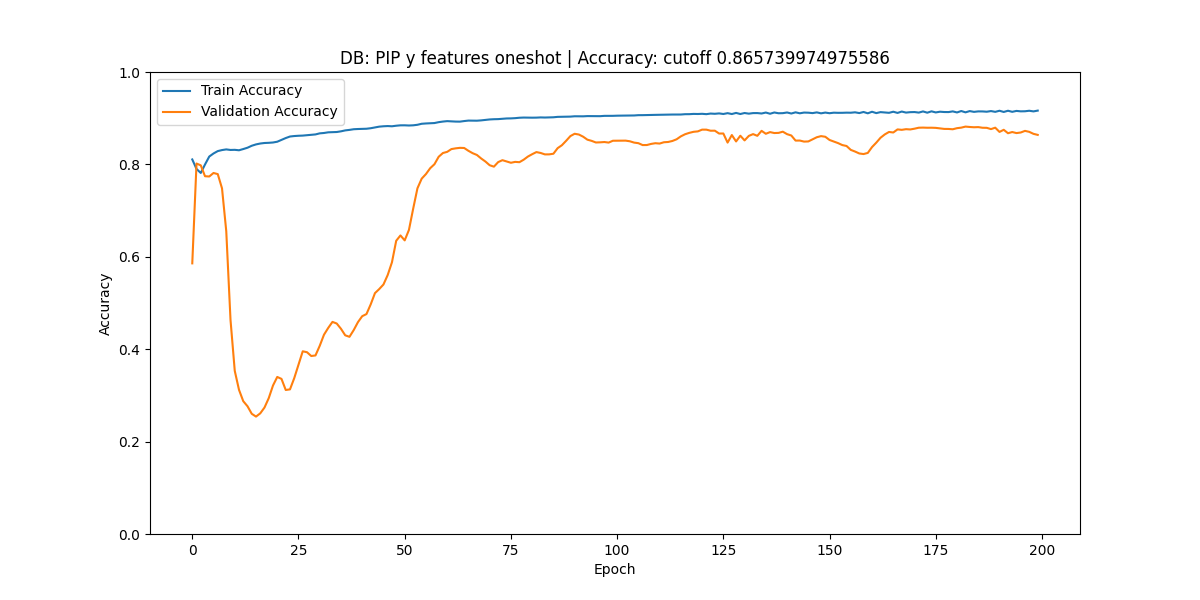 DB: PIP y features oneshot | Accuracy: cutoff 0.865739974975586
Train Accuracy
Validation Accuracy
Accuracy
1.0
0.8
0.6
0.4
0.2
0.0
0 25 50 75 100 125 150 175 200
Epoch